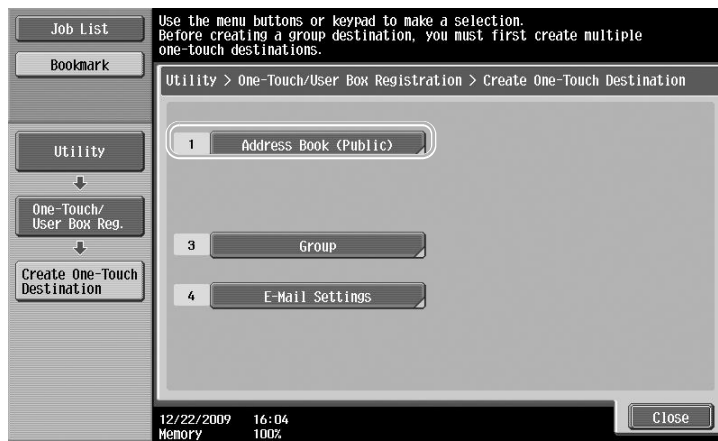 Job List
Bookmark
Use the menu buttons or keypad to make a selection.
Before creating a group destination, you must first create multiple
one-touch destinations.
Utility > One-Touch/User Box Registration > Create One-Touch Destination
Utility
One-Touch/
User Box Reg.
Create One-Touch
Destination
1 Address Book (Public)
3 Group
4 E-Mail Settings
12/22/2009 16:04
Memory 100%
Close